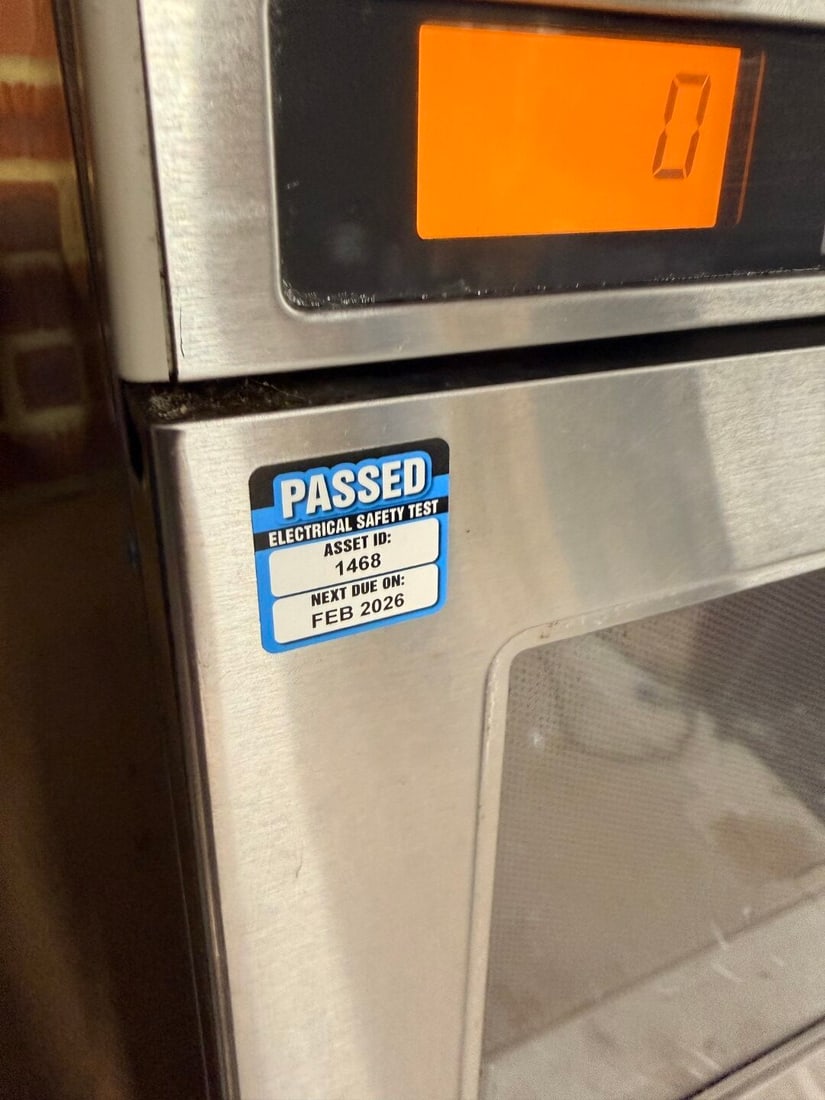 0
PASSED
ELECTRICAL SAFETY TEST
ASSET ID:
1468
NEXT DUE ON:
FEB 2026